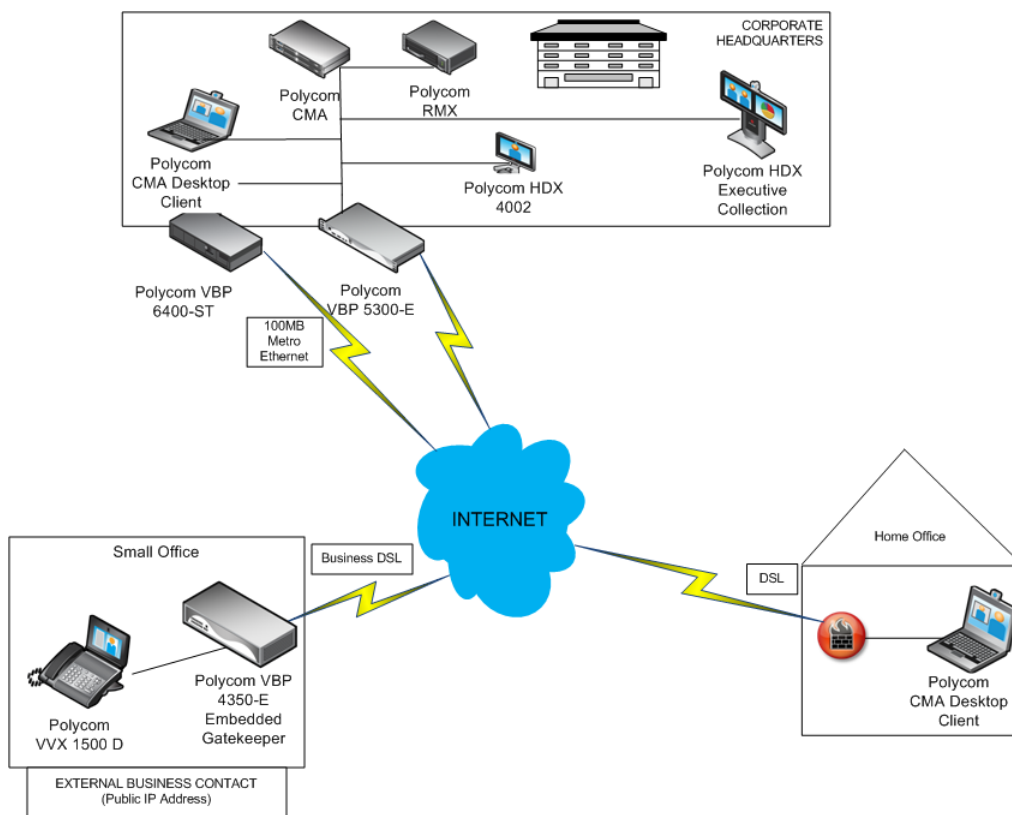 CORPORATE
HEADQUARTERS
Polycom
CMA
Polycom
RMX
Polycom
CMA Desktop
Client
Polycom HDX
4002
Polycom HDX
Executive
Collection
Polycom VBP
6400-ST
Polycom
VBP 5300-E
100MB
Metro
Ethernet
INTERNET
Small Office
Business DSL
Polycom
VVX 1500 D
Polycom VBP
4350-E
Embedded
Gatekeeper
EXTERNAL BUSINESS CONTACT
(Public IP Address)
Home Office
DSL
Polycom
CMA Desktop
Client